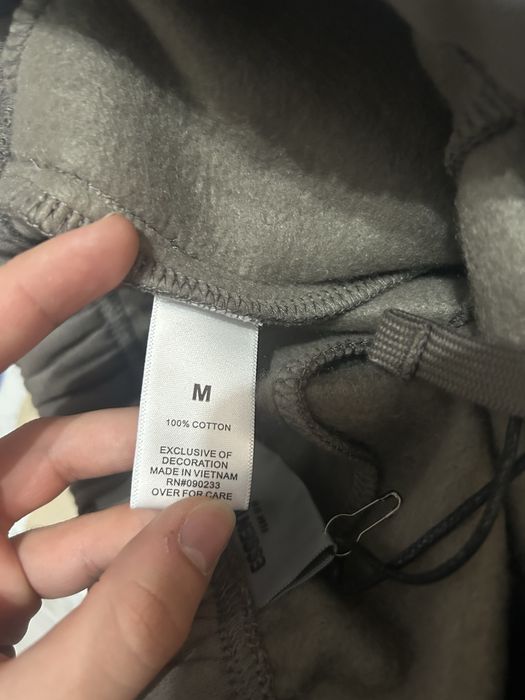 M
100% COTTON
EXCLUSIVE OF
DECORATION
MADE IN VIETNAM
RN#090233
OVER FOR CARE